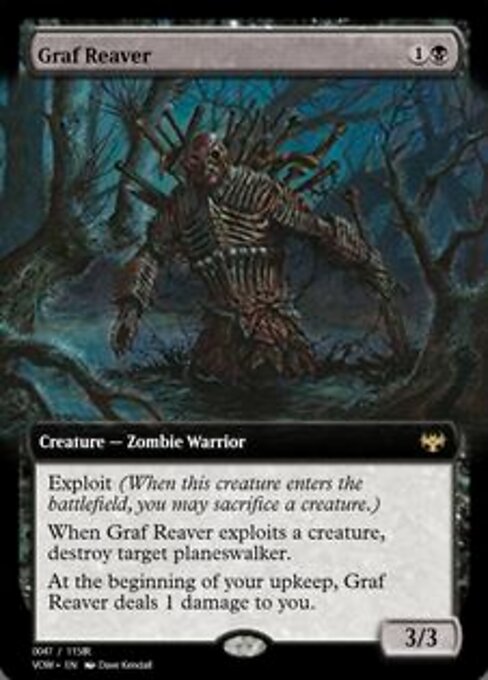 Graf Reaver 1
Creature — Zombie Warrior
Exploit (When this creature enters the
battlefield, you may sacrifice a creature.)
When Graf Reaver exploits a creature,
destroy target planeswalker.
At the beginning of your upkeep, Graf
Reaver deals 1 damage to you.
3/3
VOW • EN Dave Kendall